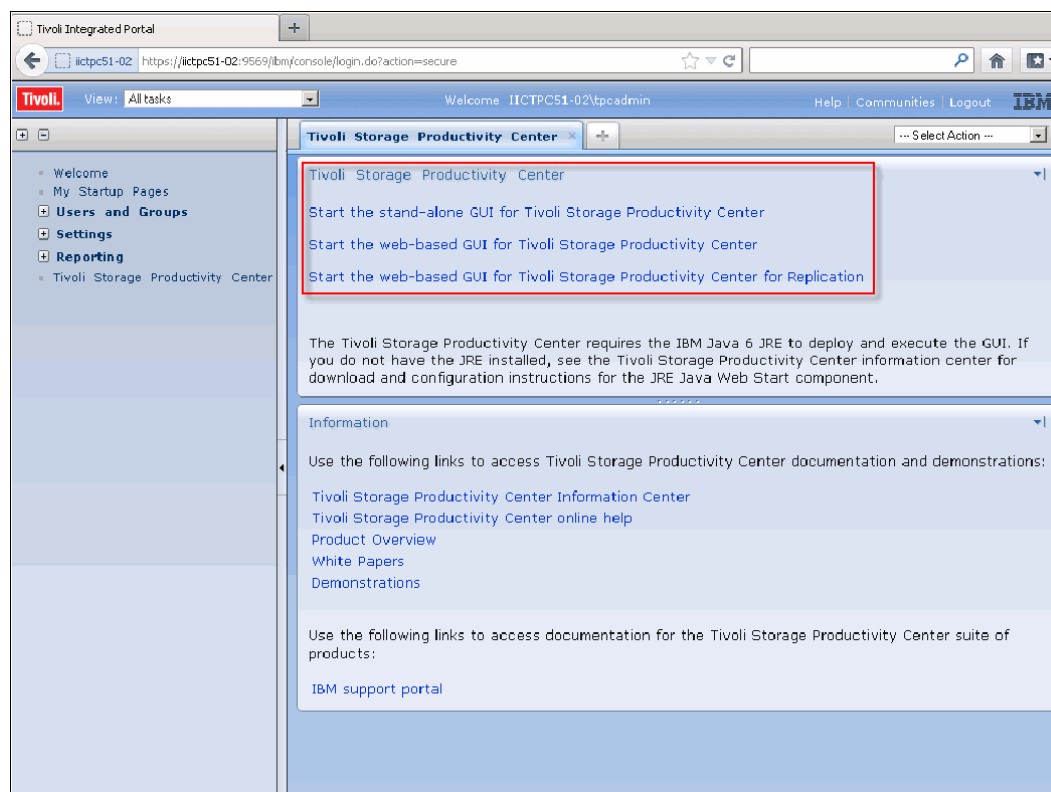 Tivoli Integrated Portal
iictpc51-02 https://iictpc51-02:9569/ibm/console/login.do?action=secure
Tivoli. View: All tasks Welcome IICTPC51-02\tpcadmin Help | Communities | Logout IBM
Tivoli Storage Productivity Center
--- Select Action ---
Welcome
My Startup Pages
Users and Groups
Settings
Reporting
Tivoli Storage Productivity Center
Tivoli Storage Productivity Center
Start the stand-alone GUI for Tivoli Storage Productivity Center
Start the web-based GUI for Tivoli Storage Productivity Center
Start the web-based GUI for Tivoli Storage Productivity Center for Replication
The Tivoli Storage Productivity Center requires the IBM Java 6 JRE to deploy and execute the GUI. If
you do not have the JRE installed, see the Tivoli Storage Productivity Center information center for
download and configuration instructions for the JRE Java Web Start component.
Information
Use the following links to access Tivoli Storage Productivity Center documentation and demonstrations:
Tivoli Storage Productivity Center Information Center
Tivoli Storage Productivity Center online help
Product Overview
White Papers
Demonstrations
Use the following links to access documentation for the Tivoli Storage Productivity Center suite of
products:
IBM support portal